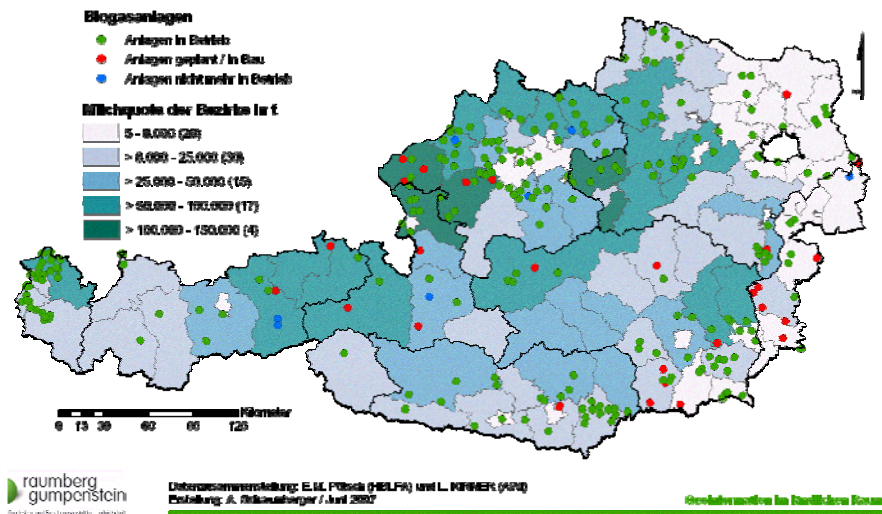 Biogasanlagen
Anlagen in Betrieb
Anlagen geplant / in Bau
Anlagen nicht mehr in Betrieb
Milchquote der Bezirke in t
5 - 8.000 (28)
> 8.000 - 25.000 (30)
> 25.000 - 50.000 (15)
> 50.000 - 100.000 (17)
> 100.000 - 150.000 (4)
Kilometer
0 15 30 60 90 120
raumberg
gumpenstein
Datenzusammenstellung: E.M. Pötsch (HBLFA) und L. (AWI)
Erstellung: A. / Juni 2007
Geoinformation im ländlichen Raum